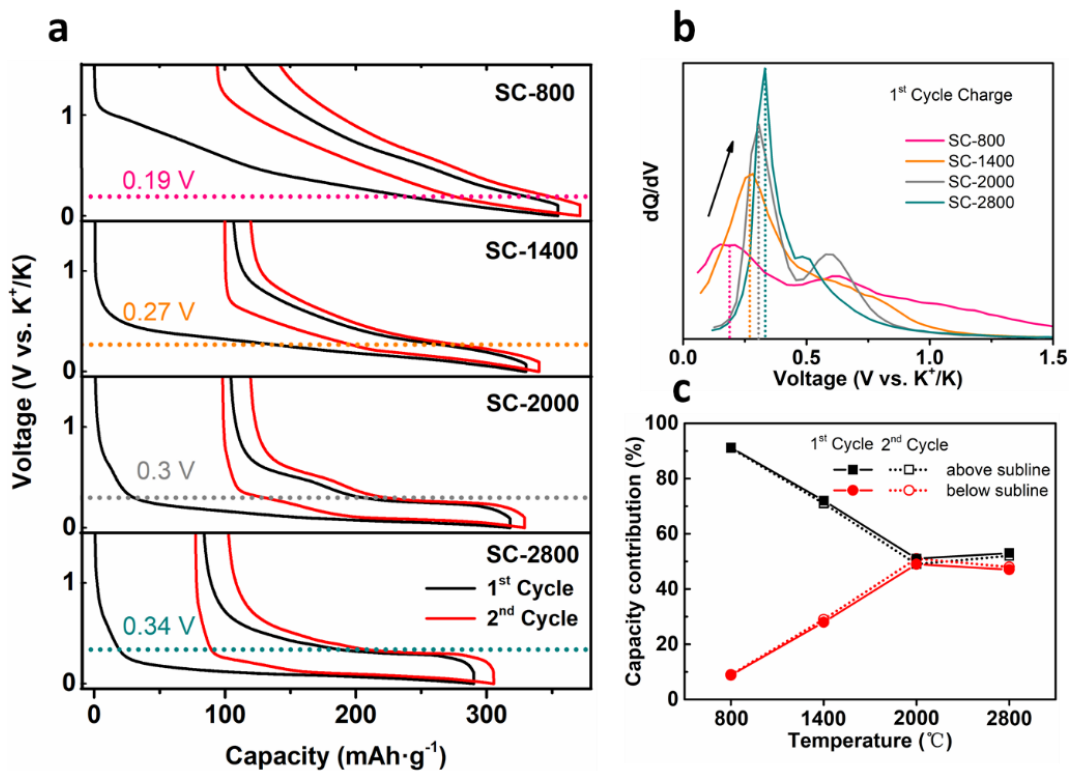 a
SC-800
1
0.19 V
0
SC-1400
1
0.27 V
0
SC-2000
1
0.3 V
0
SC-2800
1
1st Cycle
2nd Cycle
0.34 V
0
0 100 200 300
Voltage (V vs. K+/K)
Capacity (mAh·g-1)
b
1st Cycle Charge
SC-800
SC-1400
SC-2000
SC-2800
dQ/dV
0.0 0.5 1.0 1.5
Voltage (V vs. K+/K)
c
100
80
60
40
20
0
1st Cycle 2nd Cycle
above subline
below subline
Capacity contribution (%)
800 1400 2000 2800
Temperature (℃)